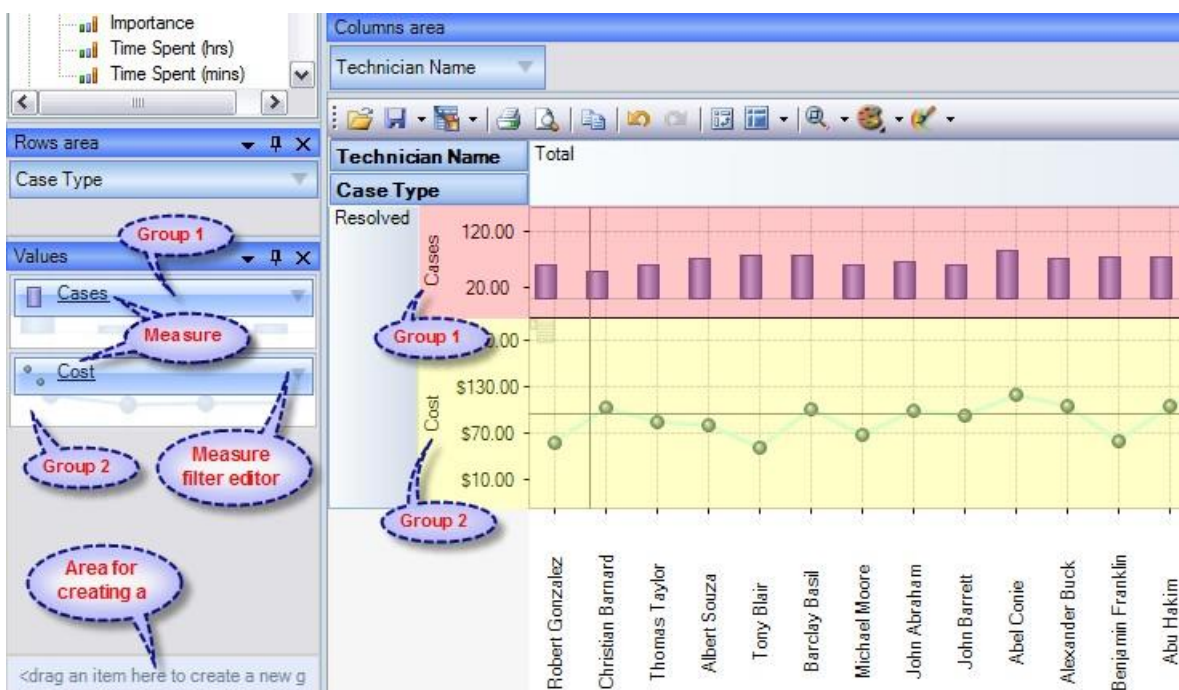 Importance
Time Spent (hrs)
Time Spent (mins)
Rows area
Case Type
Group 1
Values
Cases
Measure
Cost
Group 2
Measure
filter editor
Area for
creating a
<drag an item here to create a new g
Columns area
Technician Name
Technician Name
Total
Case Type
Resolved
Cases
120.00
20.00
Group 1
0.00
Cost
$130.00
$70.00
$10.00
Group 2
Robert Gonzalez
Christian Barnard
Thomas Taylor
Albert Souza
Tony Blair
Barclay Basil
Michael Moore
John Abraham
John Barrett
Abel Conie
Alexander Buck
Benjamin Franklin
Abu Hakim